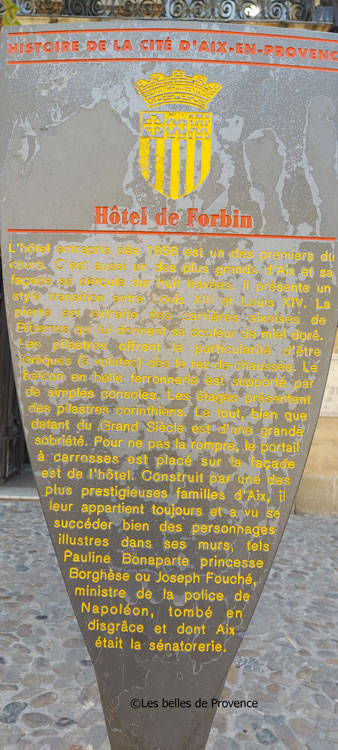 HISTOIRE DE LA CITÉ D'AIX-EN-PROVENC
Hôtel de Forbin
L'hôtel entrepris dès 1656 est un des premiers du
cours. C'est aussi un des plus grands d'Aix et sa
façade se déroule sur huit travées. Il présente un
style transition entre Louis XIII et Louis XIV. La
pierre est extraite des carrières aixoises de
Bibémus qui lui donnent sa couleur de miel doré.
Les pilastres offrent la particularité d'être
ioniques (à volutes) dès le rez-de-chaussée. Le
balcon en belle ferronnerie est supporté par
de simples consoles. Les étages présentent
des pilastres corinthiens. Le tout, bien que
datant du Grand Siècle est d'une grande
sobriété. Pour ne pas la rompre, le portail
à carrosses est placé sur la façade
est de l'hôtel. Construit par une des
plus prestigieuses familles d'Aix, il
leur appartient toujours et a vu se
succéder bien des personnages
illustres dans ses murs, tels
Pauline Bonaparte princesse
Borghèse ou Joseph Fouché,
ministre de la police de
Napoléon, tombé en
disgrâce et dont Aix
était la sénatorerie.
©Les belles de Provence